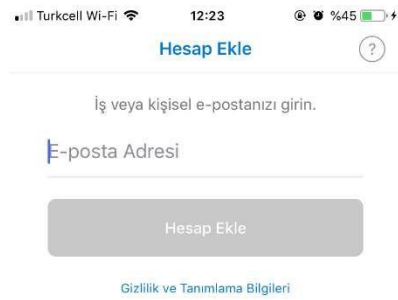 Turkcell Wi-Fi 12:23 %45
Hesap Ekle ?
İş veya kişisel e-postanızı girin.
E-posta Adresi
Hesap Ekle
Gizlilik ve Tanımlama Bilgileri